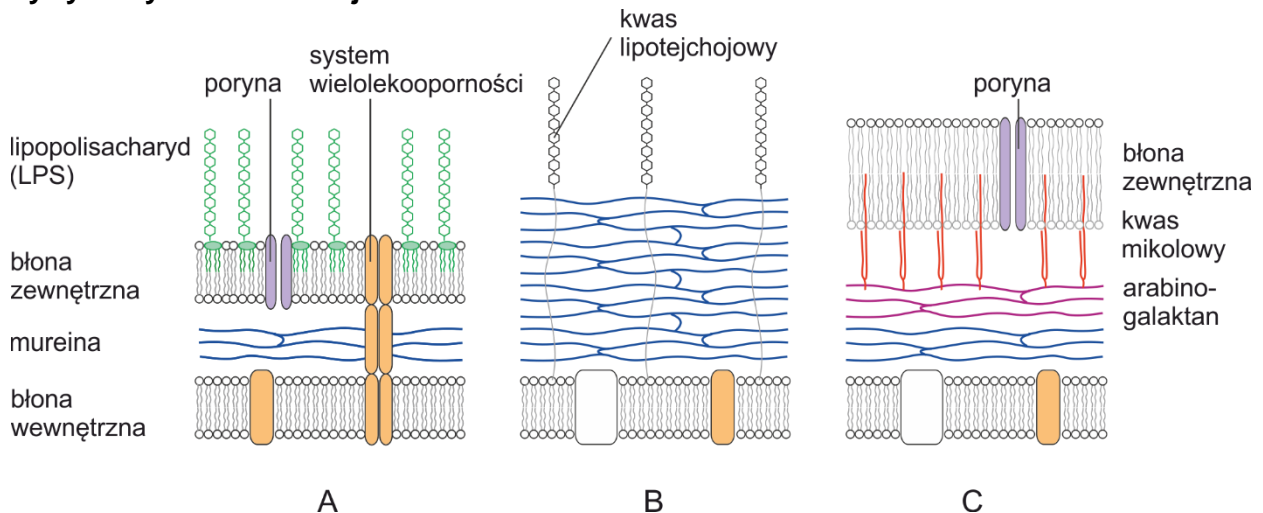 kwas
lipotejchojowy
system
wielolekooporności
poryna
poryna
lipopolisacharyd
(LPS)
błona
zewnętrzna
błona
zewnętrzna
kwas
mikolowy
arabino-
galaktan
mureina
błona
wewnętrzna
A
B
C